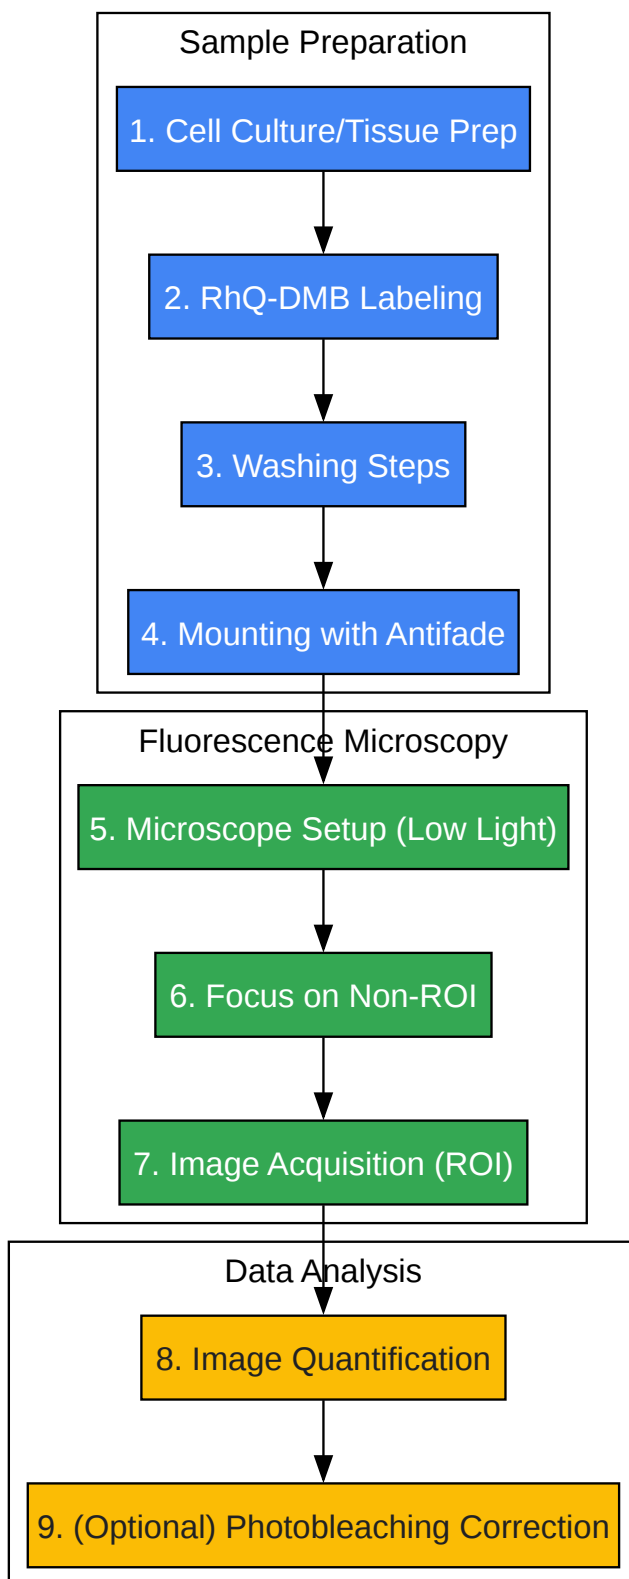 Sample Preparation
1. Cell Culture/Tissue Prep
2. RhQ-DMB Labeling
3. Washing Steps
4. Mounting with Antifade
Fluorescence Microscopy
5. Microscope Setup (Low Light)
6. Focus on Non-ROI
7. Image Acquisition (ROI)
Data Analysis
8. Image Quantification
9. (Optional) Photobleaching Correction